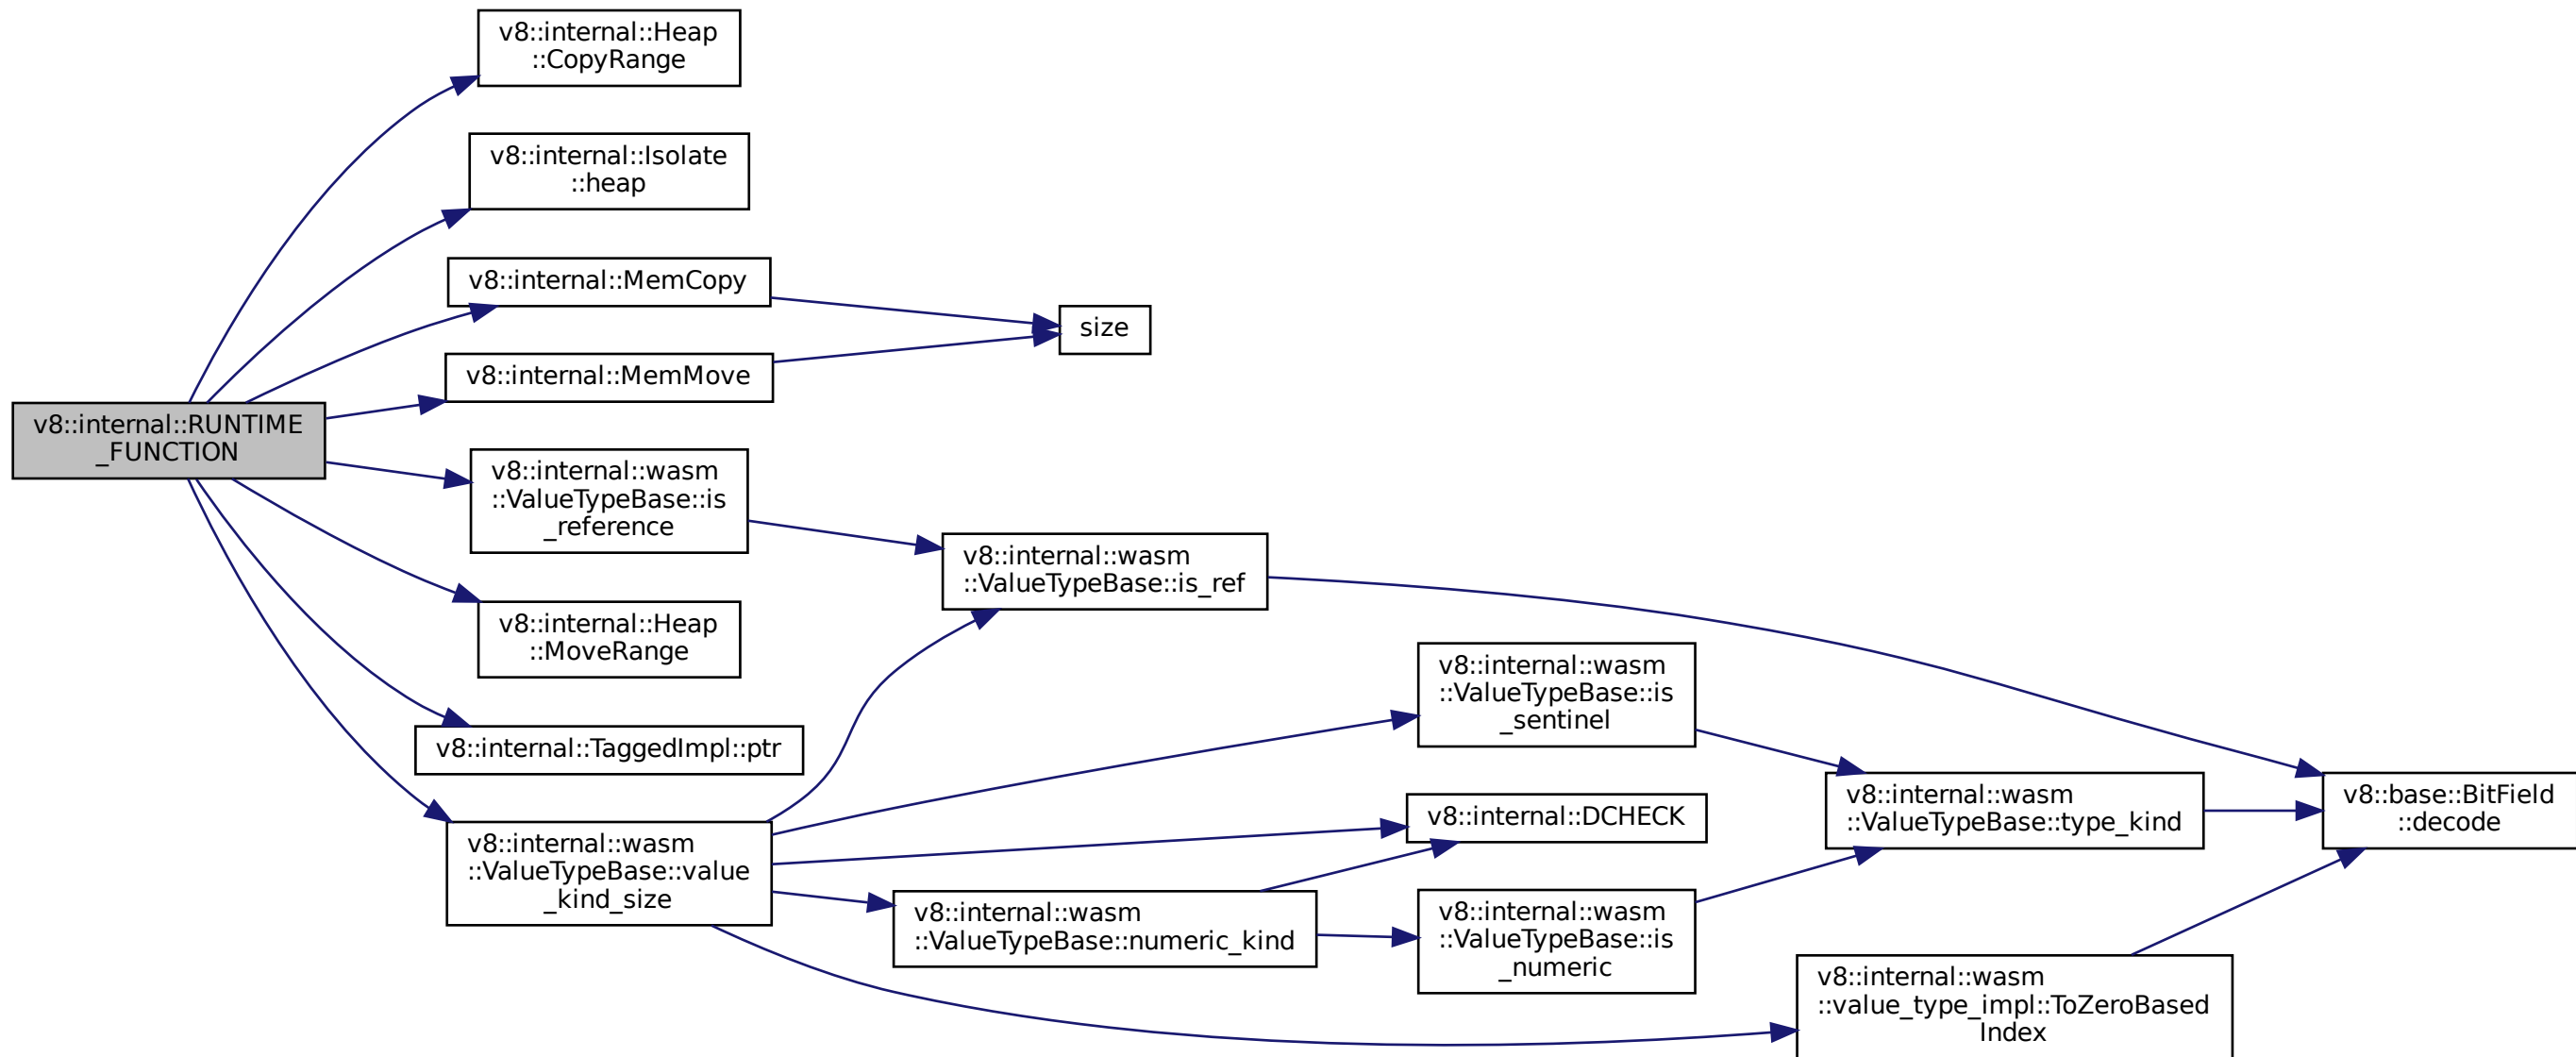 v8::internal::Heap
::CopyRange
v8::internal::Isolate
::heap
v8::internal::MemCopy
size
v8::internal::MemMove
v8::internal::RUNTIME
_FUNCTION
v8::internal::wasm
::ValueTypeBase::is
_reference
v8::internal::wasm
::ValueTypeBase::is_ref
v8::internal::Heap
::MoveRange
v8::internal::wasm
::ValueTypeBase::is
_sentinel
v8::internal::TaggedImpl::ptr
v8::internal::wasm
::ValueTypeBase::value
_kind_size
v8::internal::DCHECK
v8::internal::wasm
::ValueTypeBase::type_kind
v8::base::BitField
::decode
v8::internal::wasm
::ValueTypeBase::numeric_kind
v8::internal::wasm
::ValueTypeBase::is
_numeric
v8::internal::wasm
::value_type_impl::ToZeroBased
Index